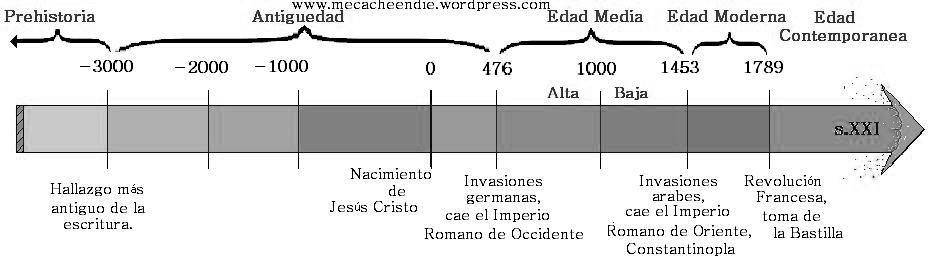 www.mecacheendie.wordpress.com
Prehistoria
Antiguedad
Edad Media
Edad Moderna
Edad
Contemporanea
-3000
-2000
-1000
0
476
1000
1453
1789
Alta
Baja
s.XXI
Hallazgo más
antiguo de la
escritura.
Nacimiento
de
Jesús Cristo
Invasiones
germanas,
cae el Imperio
Romano de Occidente
Invasiones
arabes,
cae el Imperio
Romano de Oriente,
Constantinopla
Revolución
Francesa,
toma de
la Bastilla